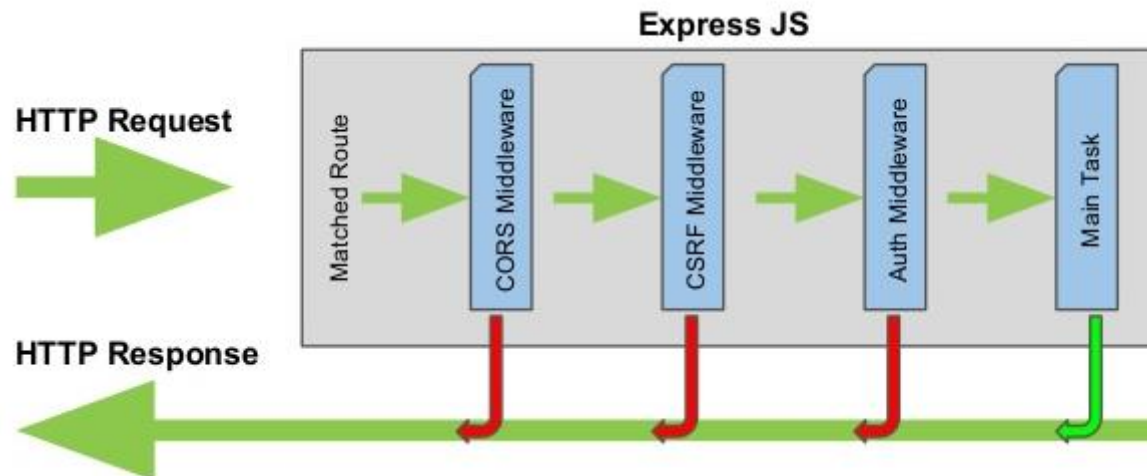 Express JS
HTTP Request
Matched Route
CORS Middleware
CSRF Middleware
Auth Middleware
Main Task
HTTP Response